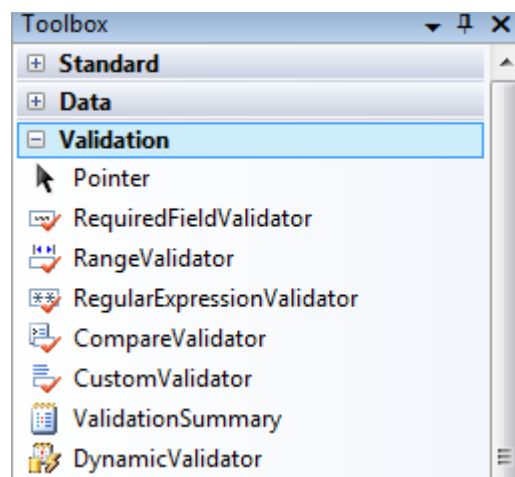 Toolbox
Standard
Data
Validation
Pointer
RequiredFieldValidator
RangeValidator
RegularExpressionValidator
CompareValidator
CustomValidator
ValidationSummary
DynamicValidator